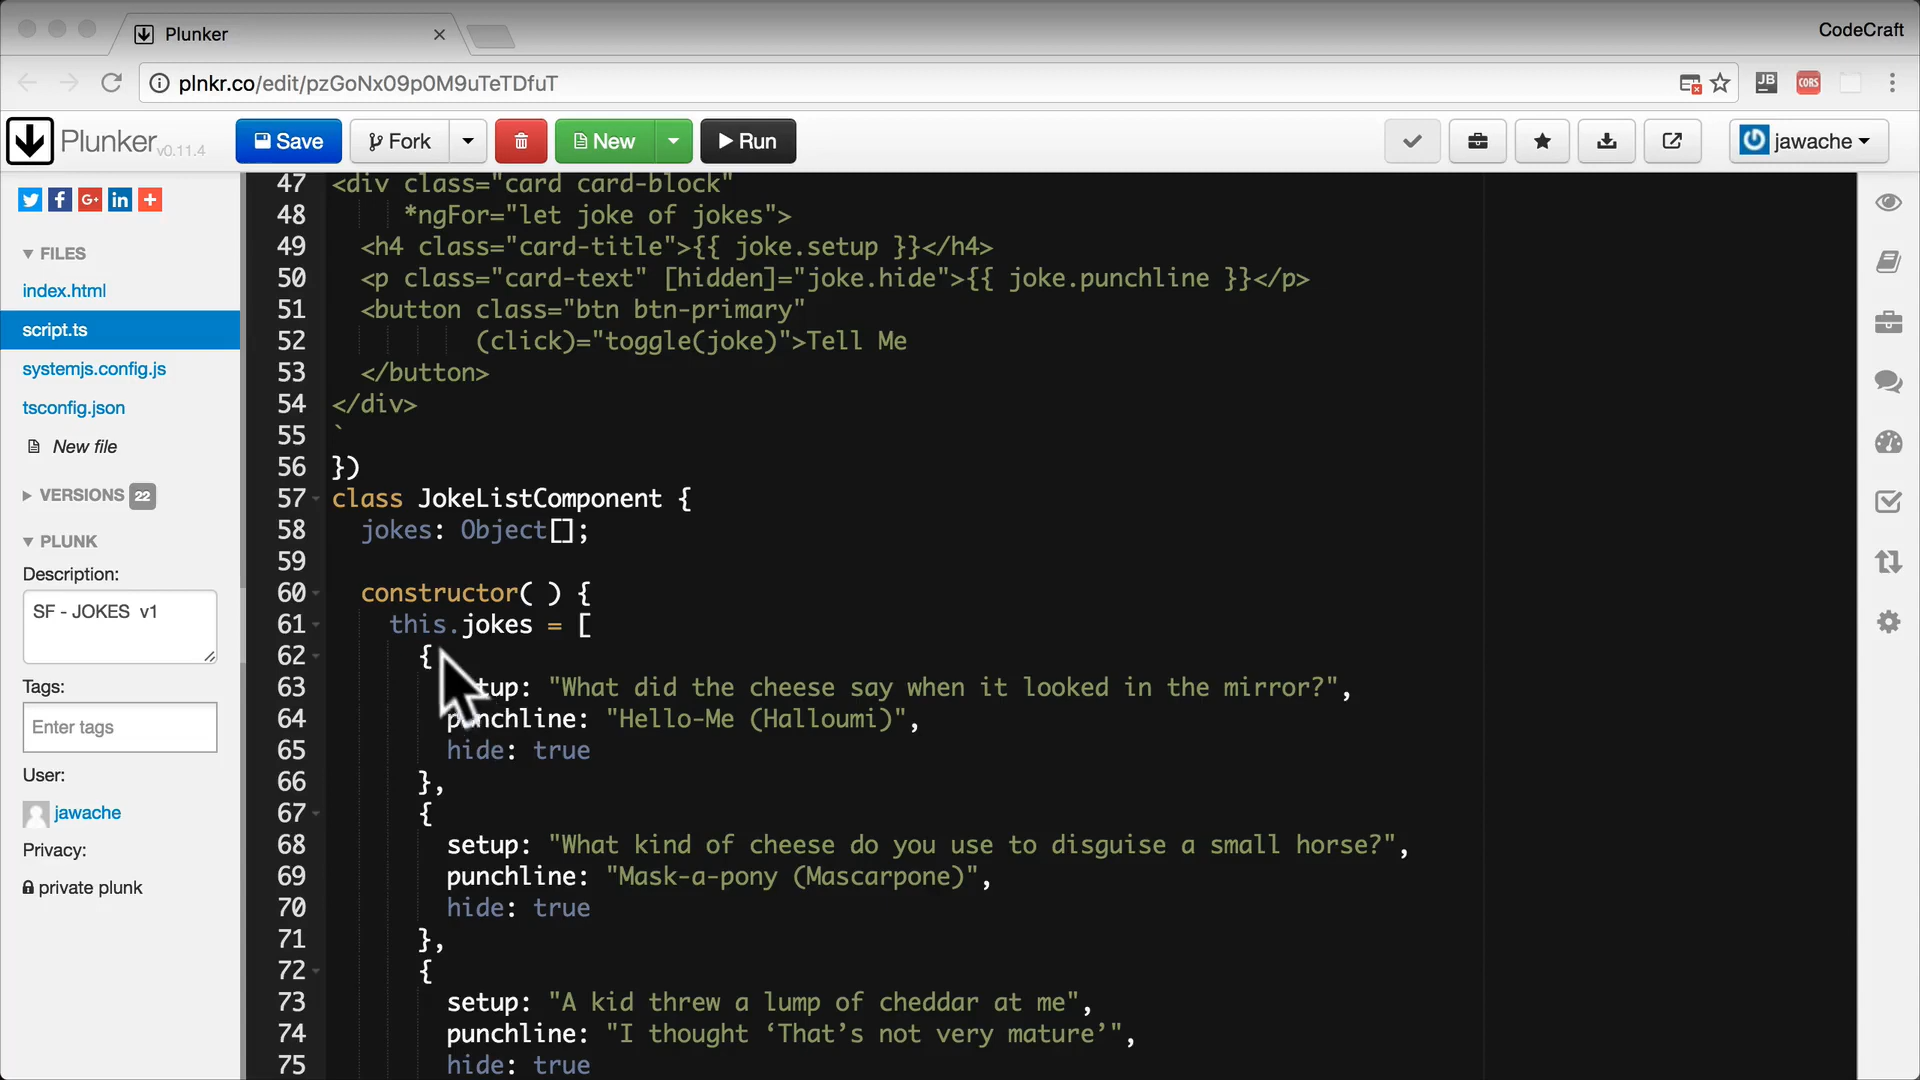 Plunker
CodeCraft
plnkr.co/edit/pzGoNx09p0M9uTeTDfuT
JB
CORS
Plunker v0.11.4
Save
Fork
New
Run
jawache
FILES
index.html
script.ts
systemjs.config.js
tsconfig.json
New file
VERSIONS 22
PLUNK
Description:
SF - JOKES v1
Tags:
Enter tags
User:
jawache
Privacy:
private plunk
47 <div class="card card-block"
48 *ngFor="let joke of jokes">
49 <h4 class="card-title">{{ joke.setup }}</h4>
50 <p class="card-text" [hidden]="joke.hide">{{ joke.punchline }}</p>
51 <button class="btn btn-primary"
52 (click)="toggle(joke)">Tell Me
53 </button>
54 </div>
55 `
56 })
57 class JokeListComponent {
58 jokes: Object[];
59
60 constructor( ) {
61 this.jokes = [
62 {
63 tup: "What did the cheese say when it looked in the mirror?",
64 punchline: "Hello-Me (Halloumi)",
65 hide: true
66 },
67 {
68 setup: "What kind of cheese do you use to disguise a small horse?",
69 punchline: "Mask-a-pony (Mascarpone)",
70 hide: true
71 },
72 {
73 setup: "A kid threw a lump of cheddar at me",
74 punchline: "I thought ‘That’s not very mature’",
75 hide: true